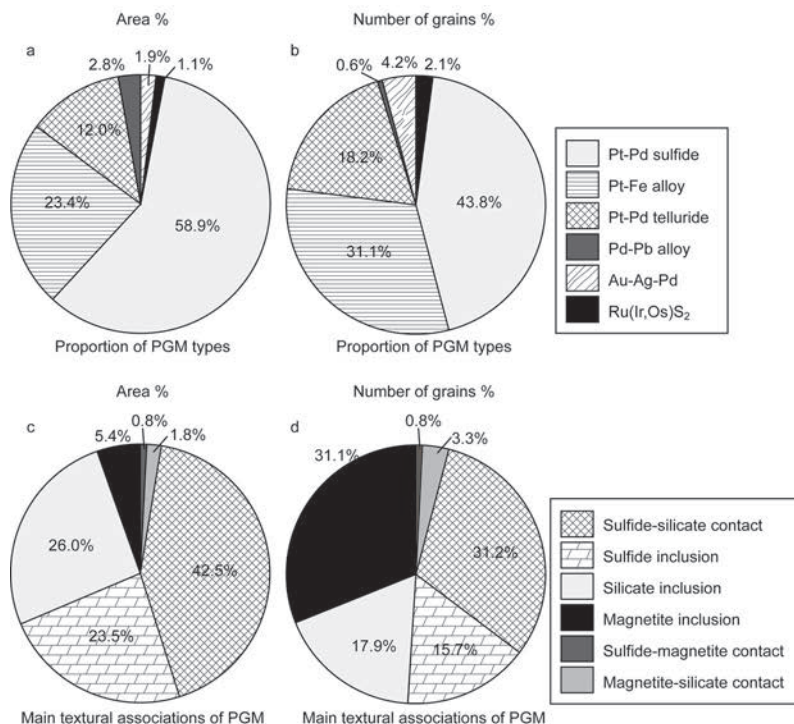 Area %
Number of grains %
a
2.8%
1.9%
1.1%
12.0%
23.4%
58.9%
Proportion of PGM types
b
0.6%
4.2%
2.1%
18.2%
43.8%
31.1%
Proportion of PGM types
Pt-Pd sulfide
Pt-Fe alloy
Pt-Pd telluride
Pd-Pb alloy
Au-Ag-Pd
Ru(Ir,Os)S₂
Area %
Number of grains %
c
5.4%
0.8%
1.8%
26.0%
42.5%
23.5%
Main textural associations of PGM
d
31.1%
0.8%
3.3%
31.2%
17.9%
15.7%
Main textural associations of PGM
Sulfide-silicate contact
Sulfide inclusion
Silicate inclusion
Magnetite inclusion
Sulfide-magnetite contact
Magnetite-silicate contact